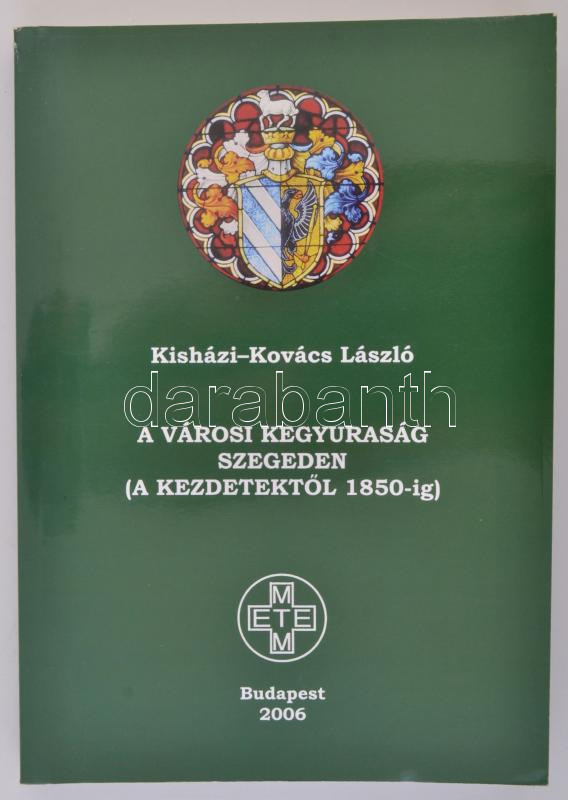 Kisházi–Kovács László
darabanth
A VÁROSI KEGYURASÁG
SZEGEDEN
(A KEZDETEKTŐL 1850-ig)
M
ETE
M
Budapest
2006